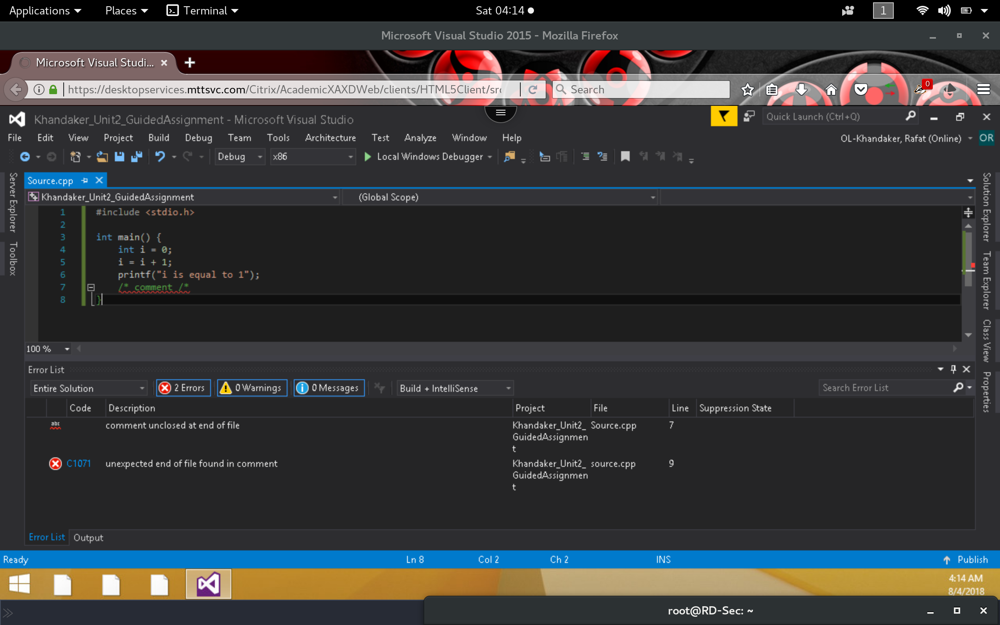 Applications Places Terminal Sat 04:14 1
Microsoft Visual Studio 2015 - Mozilla Firefox
Microsoft Visual Studi...
https://desktopservices.mttsvc.com/Citrix/AcademicXAXDWeb/clients/HTML5Client/src Search 0
Khandaker_Unit2_GuidedAssignment - Microsoft Visual Studio Quick Launch (Ctrl+Q)
File Edit View Project Build Debug Team Tools Architecture Test Analyze Window Help OL-Khandaker, Rafat (Online) OR
Debug x86 Local Windows Debugger
Server Explorer
Toolbox
Source.cpp
Khandaker_Unit2_GuidedAssignment (Global Scope)
1 #include <stdio.h>
2
3 int main() {
4 int i = 0;
5 i = i + 1;
6 printf("i is equal to 1");
7 /* comment /*
8 }
100 %
Solution Explorer
Team Explorer
Class View
Properties
Error List
Entire Solution 2 Errors 0 Warnings 0 Messages Build + IntelliSense Search Error List
Code Description Project File Line Suppression State
abc comment unclosed at end of file Khandaker_Unit2_ Source.cpp 7
GuidedAssignmen
t
C1071 unexpected end of file found in comment Khandaker_Unit2_ source.cpp 9
GuidedAssignmen
t
Error List Output
Ready Ln 8 Col 2 Ch 2 INS Publish
4:14 AM
8/4/2018
root@RD-Sec: ~